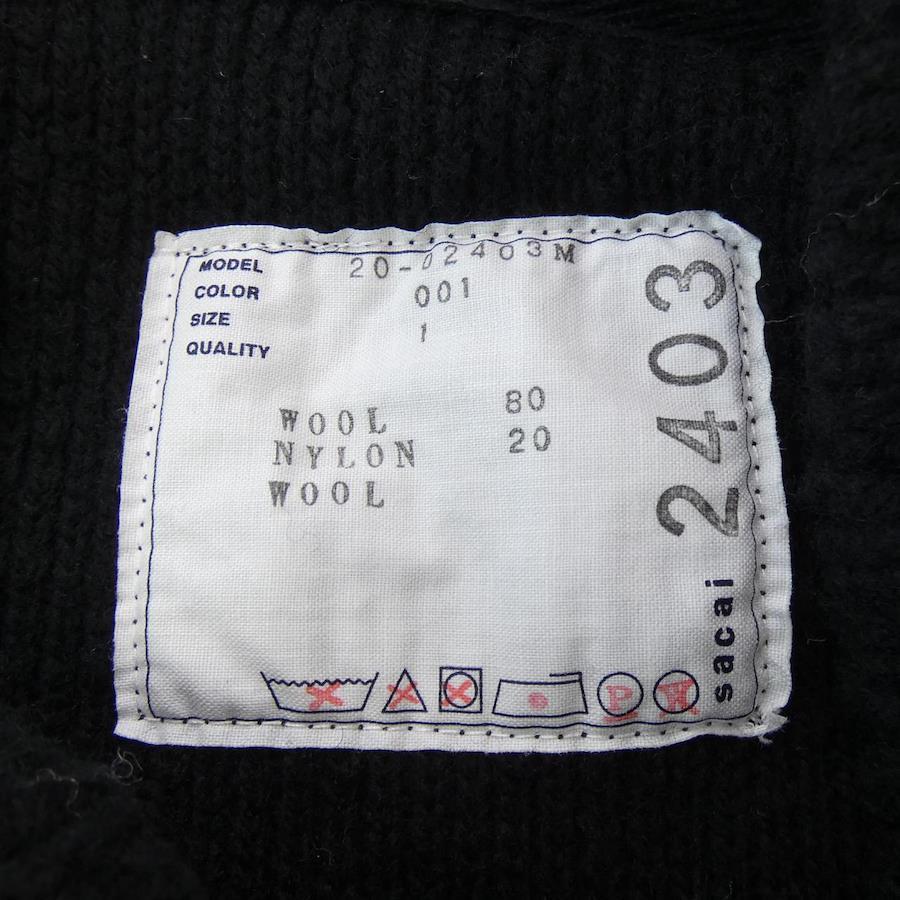 MODEL 20-02403M
COLOR 001
SIZE 1
QUALITY
WOOL 80
NYLON 20
WOOL
P W
sacai 2403